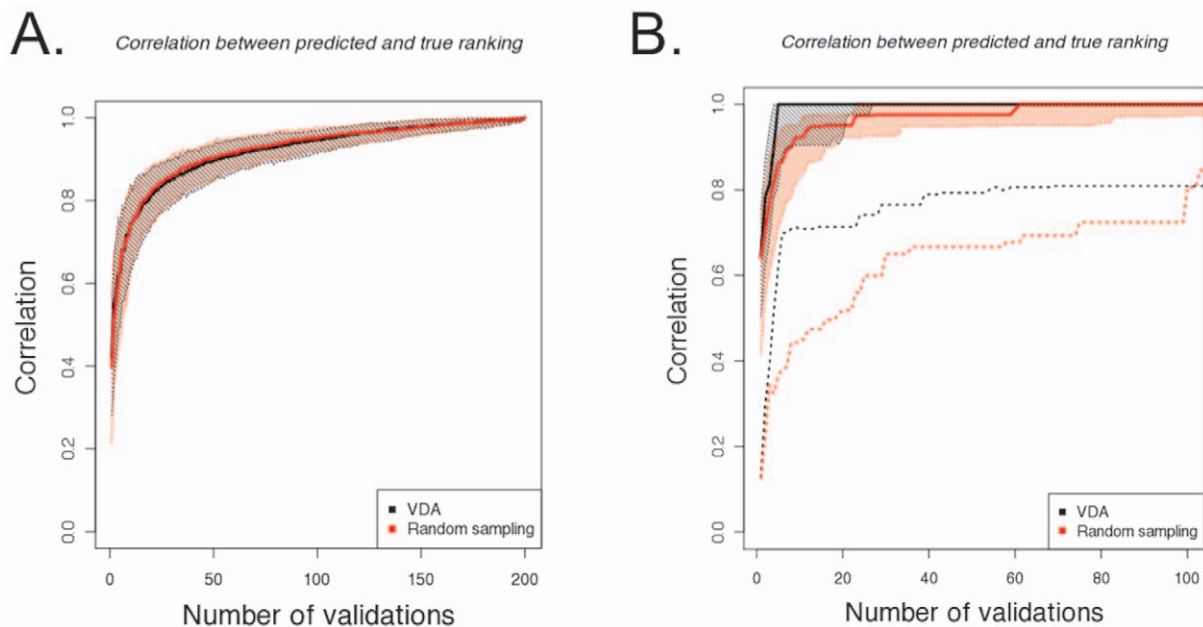 A.
Correlation between predicted and true ranking
1.0
0.8
0.6
0.4
0.2
0.0
Correlation
VDA
Random sampling
0 50 100 150 200
Number of validations
B.
Correlation between predicted and true ranking
1.0
0.8
0.6
0.4
0.2
0.0
Correlation
VDA
Random sampling
0 20 40 60 80 100
Number of validations